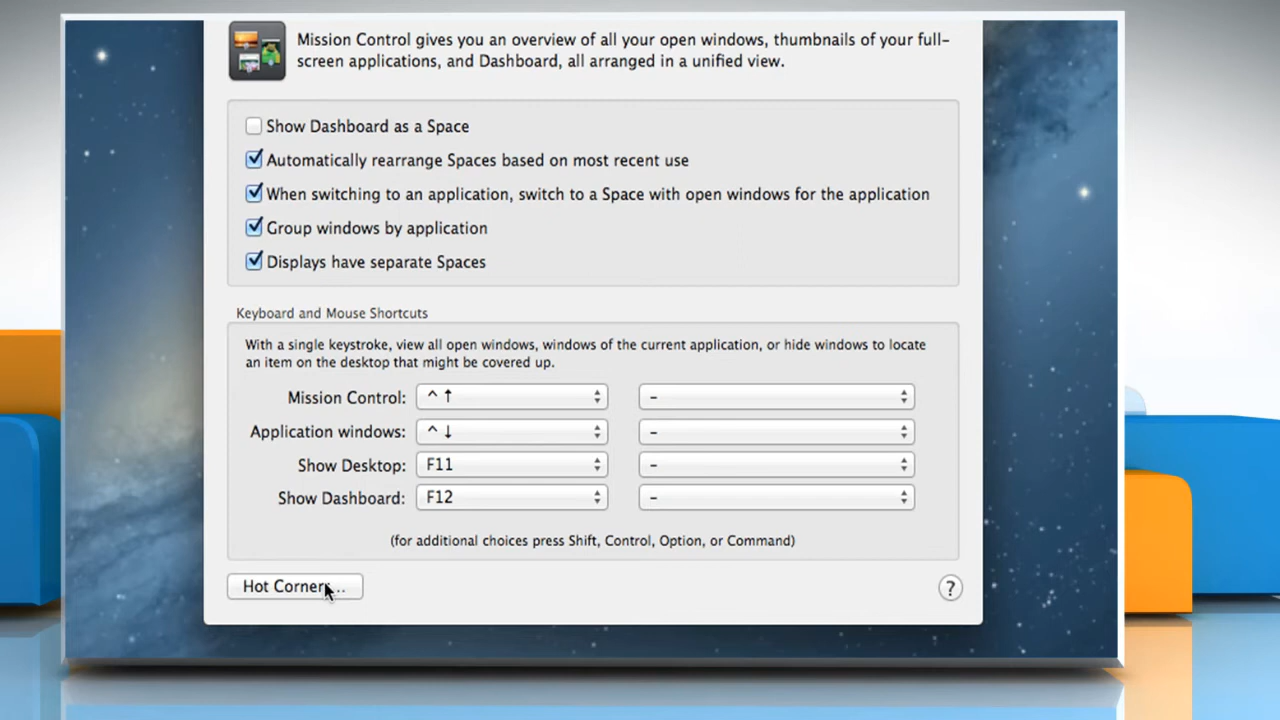 Mission Control gives you an overview of all your open windows, thumbnails of your full-
screen applications, and Dashboard, all arranged in a unified view.
Show Dashboard as a Space
Automatically rearrange Spaces based on most recent use
When switching to an application, switch to a Space with open windows for the application
Group windows by application
Displays have separate Spaces
Keyboard and Mouse Shortcuts
With a single keystroke, view all open windows, windows of the current application, or hide windows to locate
an item on the desktop that might be covered up.
Mission Control: ^ ↑ –
Application windows: ^ ↓ –
Show Desktop: F11 –
Show Dashboard: F12 –
(for additional choices press Shift, Control, Option, or Command)
Hot Corners... ?